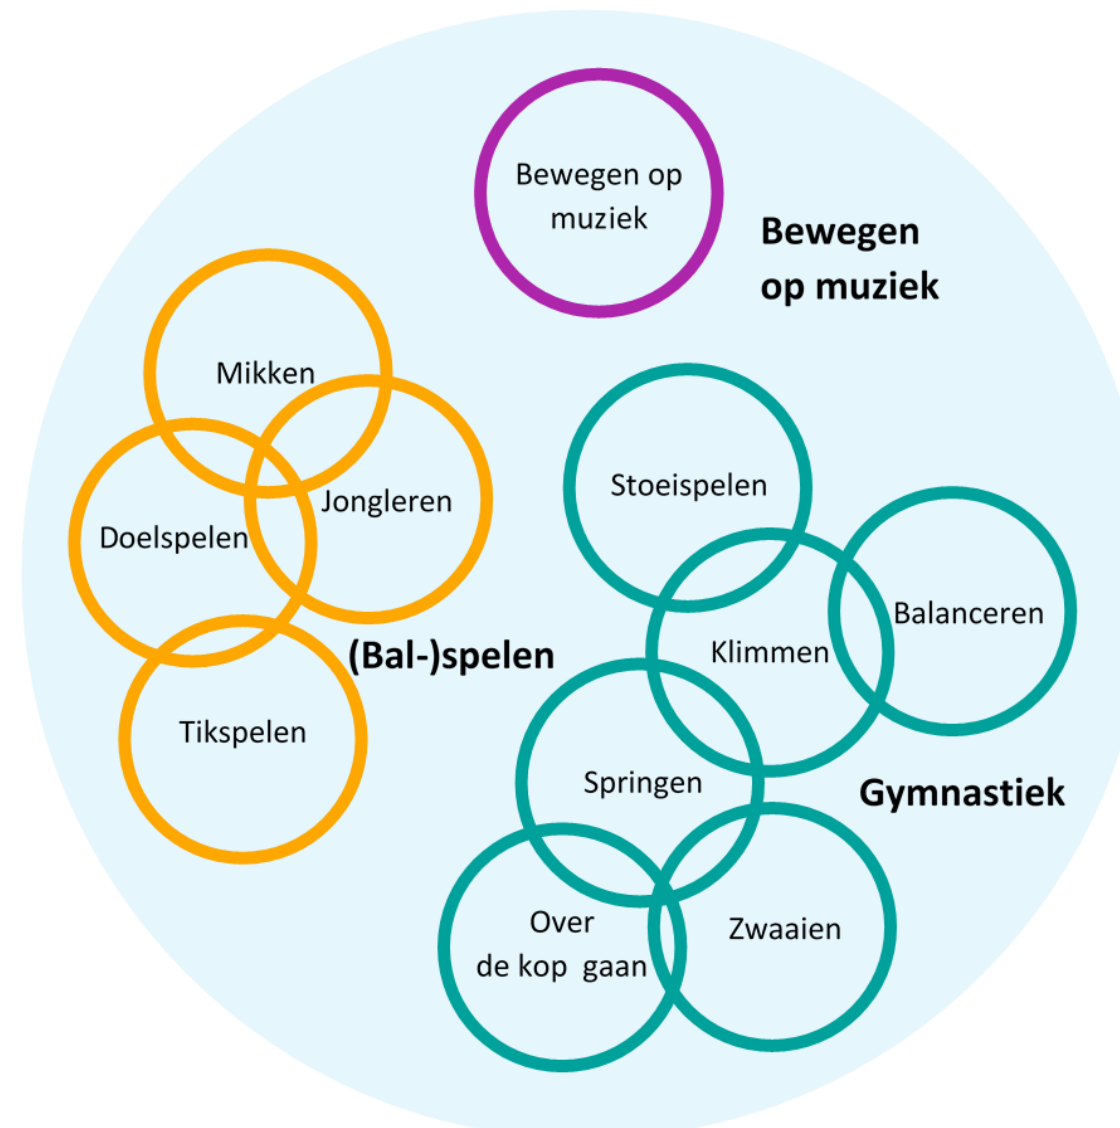 Bewegen op
muziek
Bewegen
op muziek
Mikken
Jongleren
Doelspelen
(Bal-)spelen
Tikspelen
Stoeispelen
Balanceren
Klimmen
Springen
Gymnastiek
Over
de kop gaan
Zwaaien